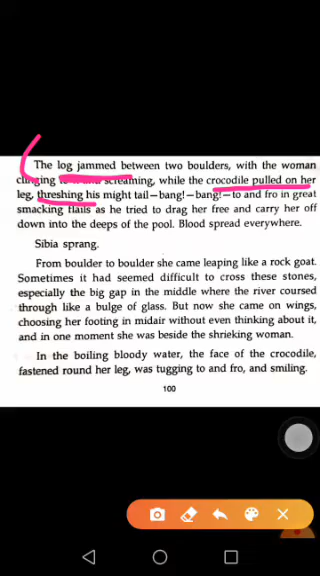 The log jammed between two boulders, with the woman
clinging screaming, while the crocodile pulled on her
leg, threshing his might tail—bang!—bang!—to and fro in great
smacking flails as he tried to drag her free and carry her off
down into the deeps of the pool. Blood spread everywhere.
Sibia sprang.
From boulder to boulder she came leaping like a rock goat.
Sometimes it had seemed difficult to cross these stones,
especially the big gap in the middle where the river coursed
through like a bulge of glass. But now she came on wings,
choosing her footing in midair without even thinking about it,
and in one moment she was beside the shrieking woman.
In the boiling bloody water, the face of the crocodile,
fastened round her leg, was tugging to and fro, and smiling.
100